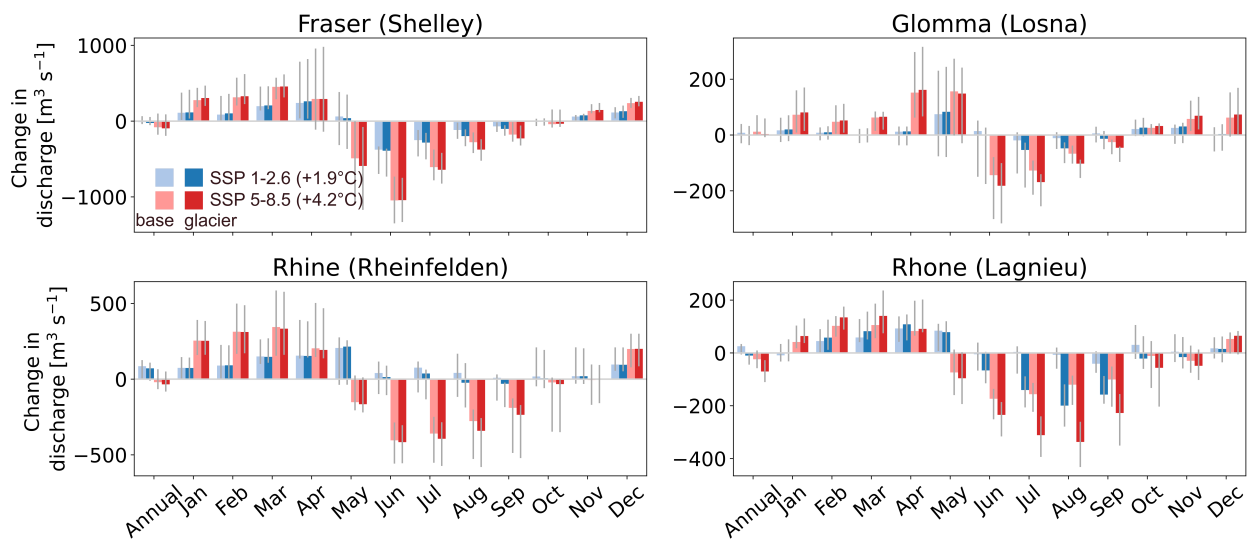 Fraser (Shelley)
Glomma (Losna)
Change in
discharge [m³ s⁻¹]
1000
0
−1000
SSP 1-2.6 (+1.9°C)
SSP 5-8.5 (+4.2°C)
base glacier
200
0
−200
Rhine (Rheinfelden)
Rhone (Lagnieu)
Change in
discharge [m³ s⁻¹]
500
0
−500
200
0
−200
−400
Annual Jan Feb Mar Apr May Jun Jul Aug Sep Oct Nov Dec
Annual Jan Feb Mar Apr May Jun Jul Aug Sep Oct Nov Dec